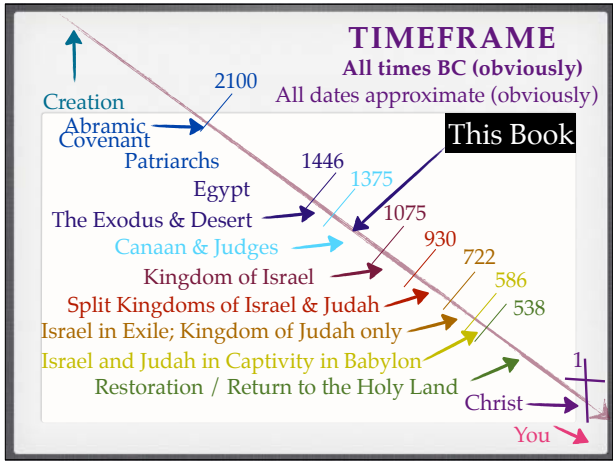 TIMEFRAME
All times BC (obviously)
All dates approximate (obviously)
Creation
2100
This Book
Abramic
Covenant
Patriarchs
1446
1375
Egypt
The Exodus & Desert
1075
Canaan & Judges
930
Kingdom of Israel
722
Split Kingdoms of Israel & Judah
586
538
Israel in Exile; Kingdom of Judah only
Israel and Judah in Captivity in Babylon
1
Restoration / Return to the Holy Land
Christ
You